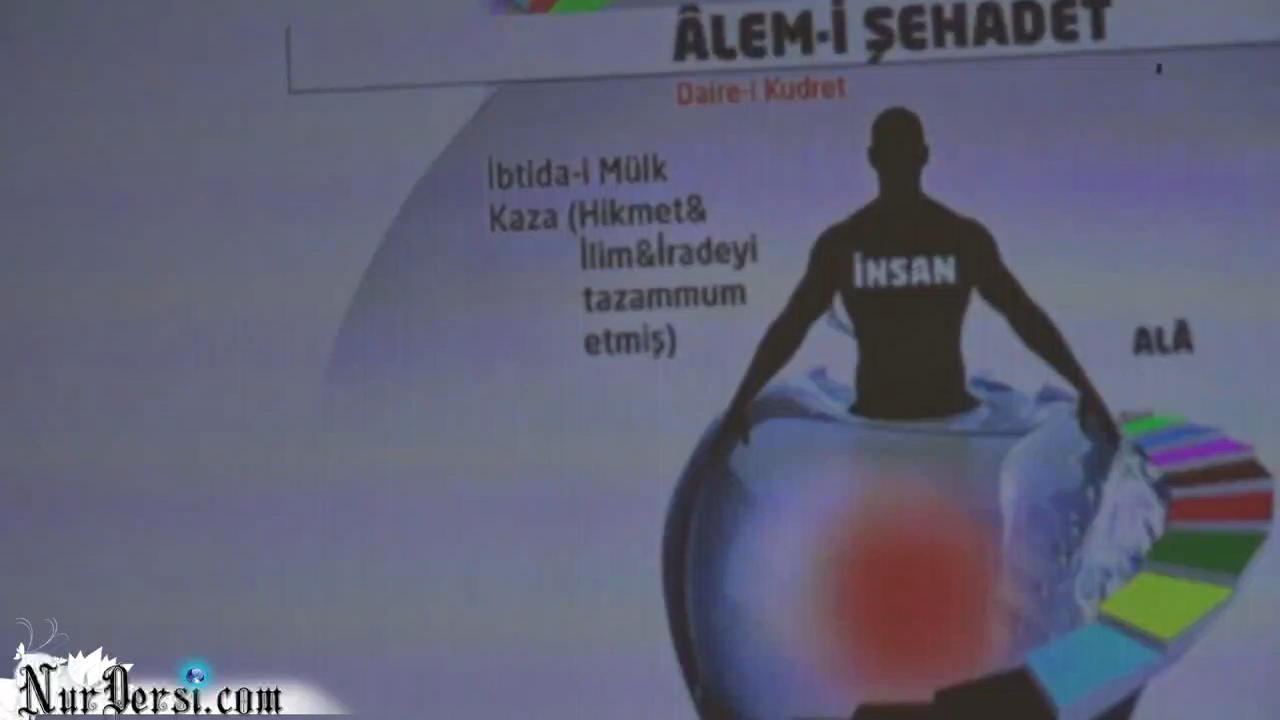 ÂLEM-İ ŞEHADET
Daire-i Kudret
İbtida-i Mülk
Kaza (Hikmet&
İlim&İradeyi
tazammum
etmiş)
İNSAN
ALÂ
NurDersi.com